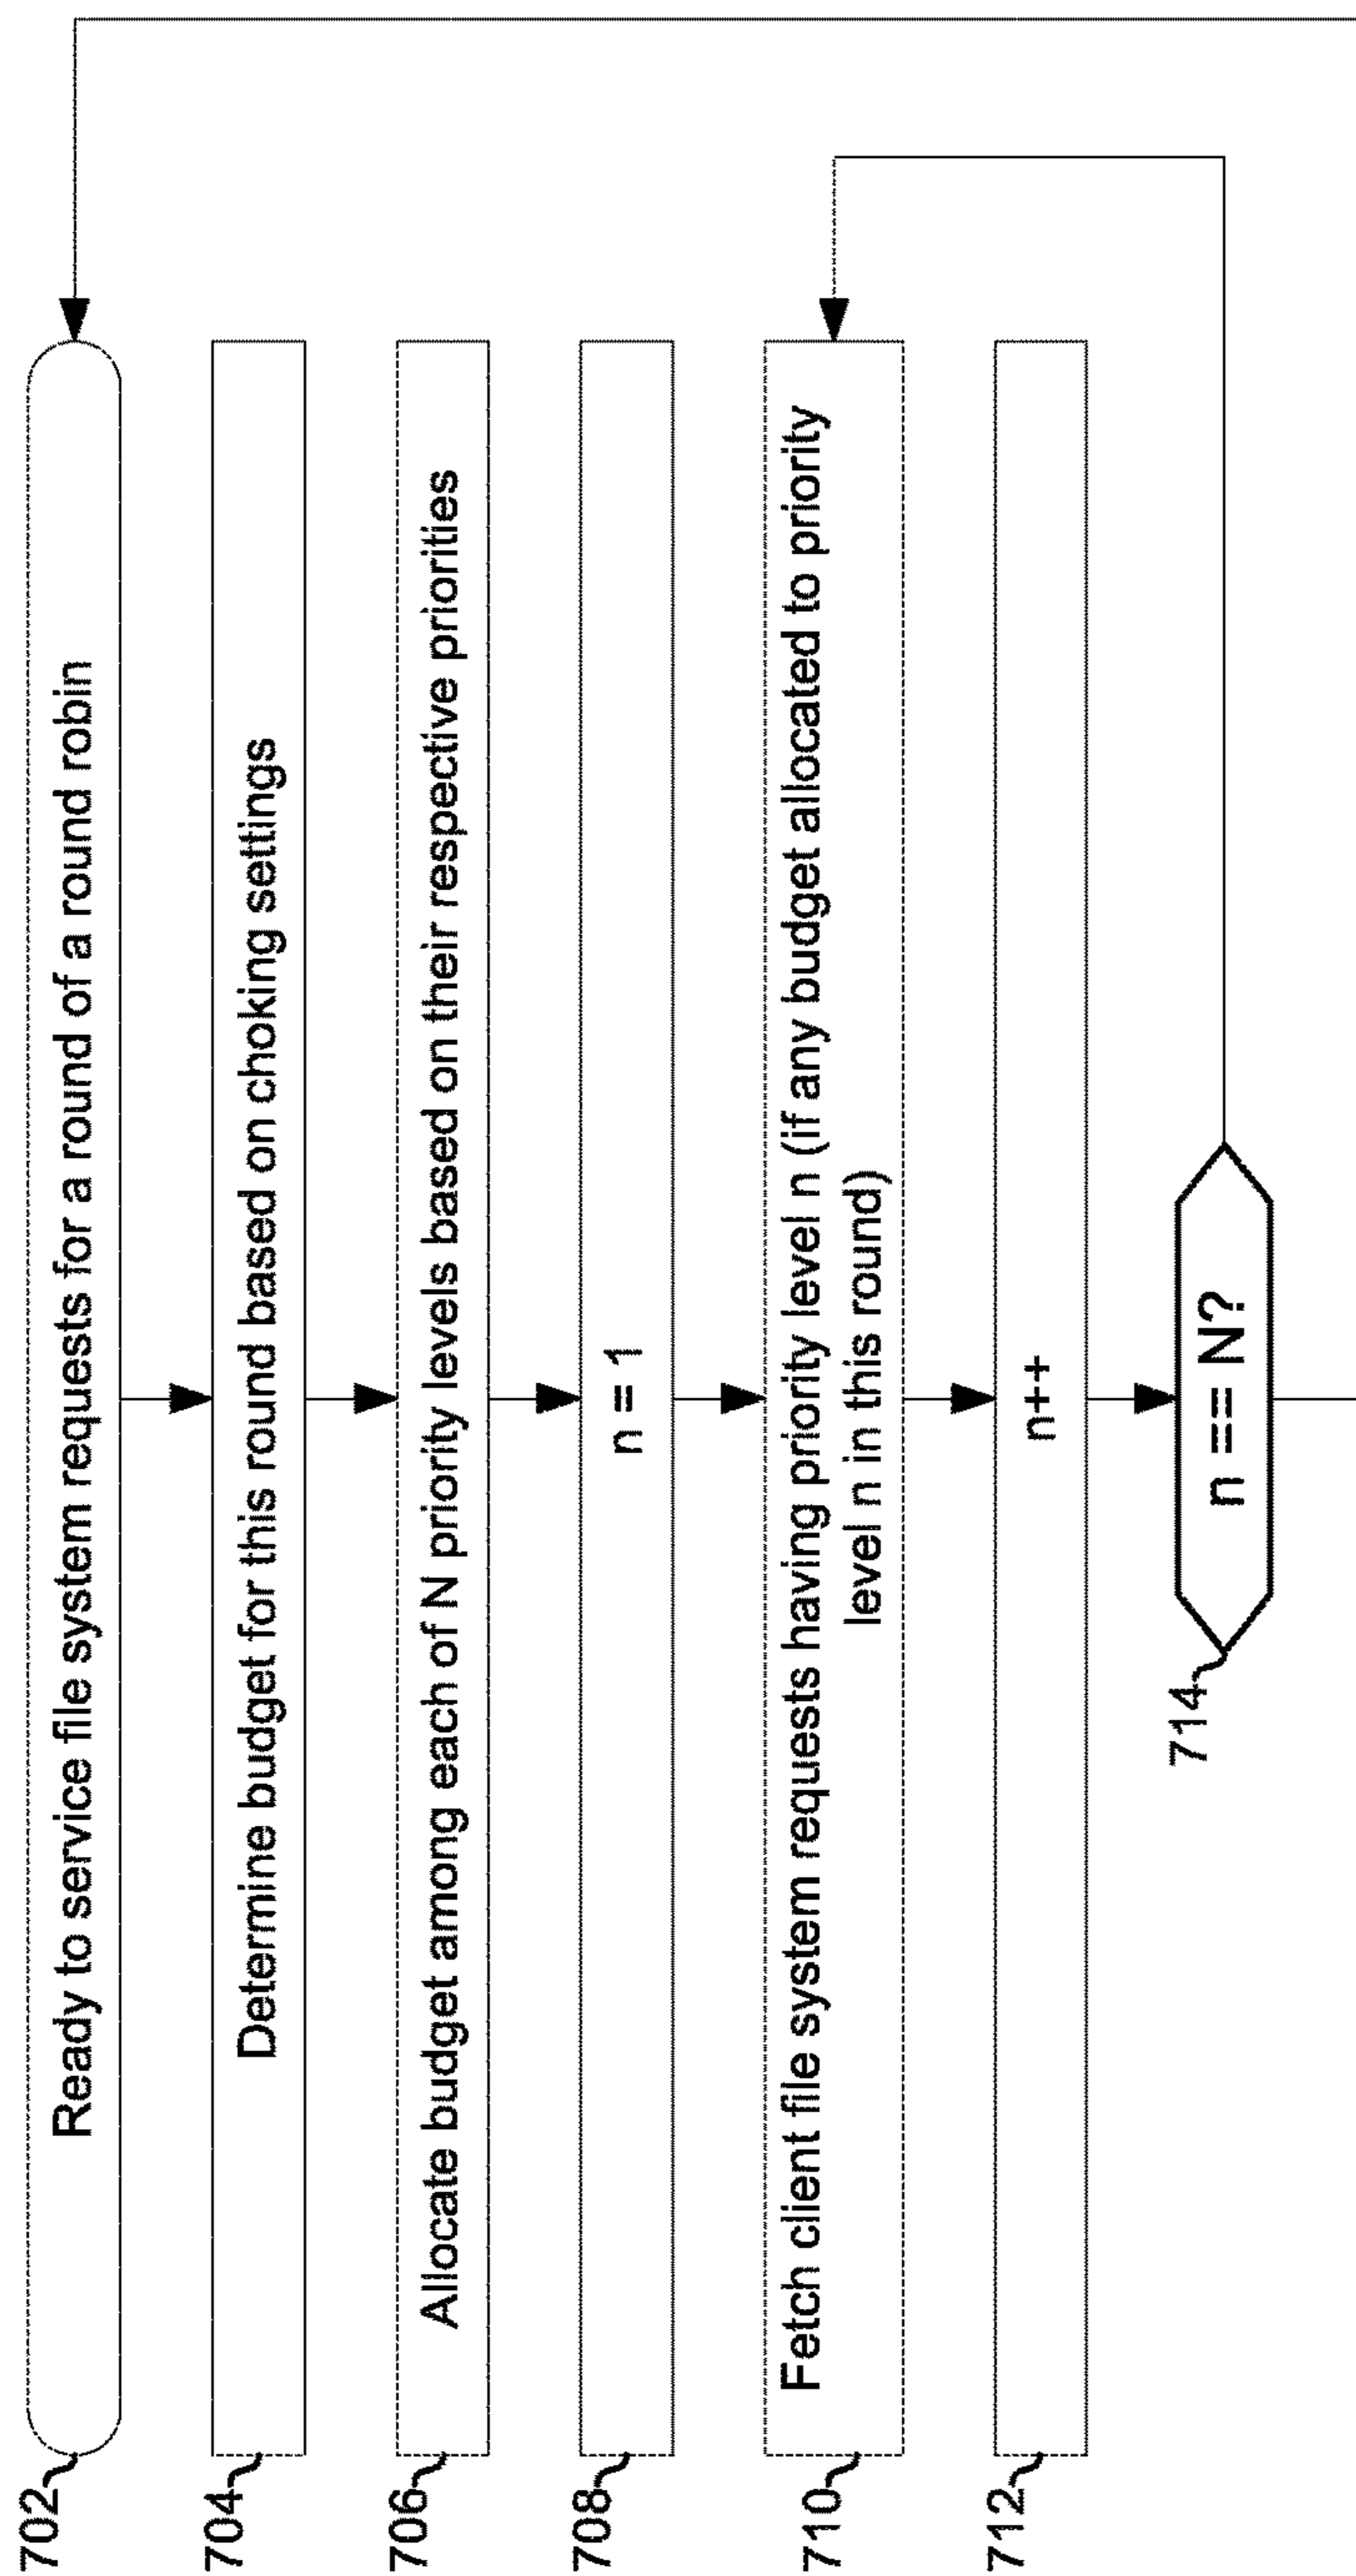 702
Ready to service file system requests for a round of a round robin
704
Determine budget for this round based on choking settings
706
Allocate budget among each of N priority levels based on their respective priorities
708
n = 1
710
Fetch client file system requests having priority level n (if any budget allocated to priority
level n in this round)
712
n++
714
n == N?